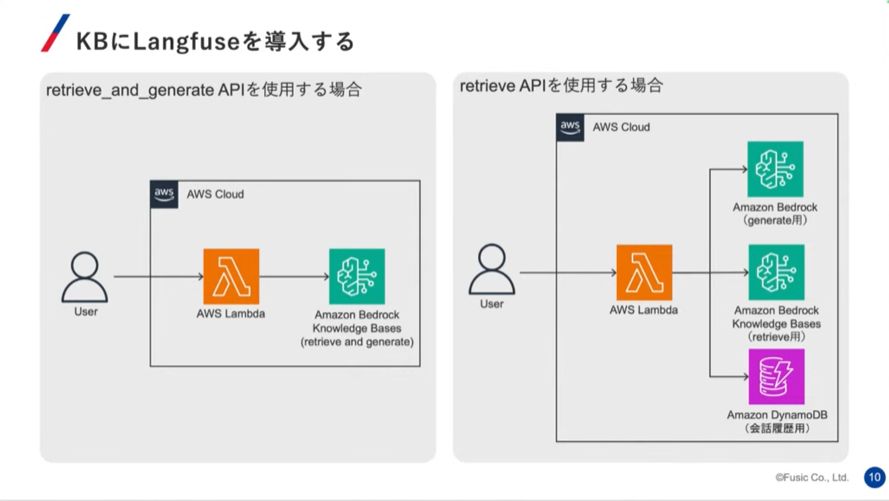 KBにLangfuseを導入する
retrieve_and_generate APIを使用する場合
aws
AWS Cloud
User
AWS Lambda
Amazon Bedrock
Knowledge Bases
(retrieve and generate)
retrieve APIを使用する場合
aws
AWS Cloud
Amazon Bedrock
（generate用）
User
AWS Lambda
Amazon Bedrock
Knowledge Bases
（retrieve用）
Amazon DynamoDB
（会話履歴用）
©Fusic Co., Ltd.
10